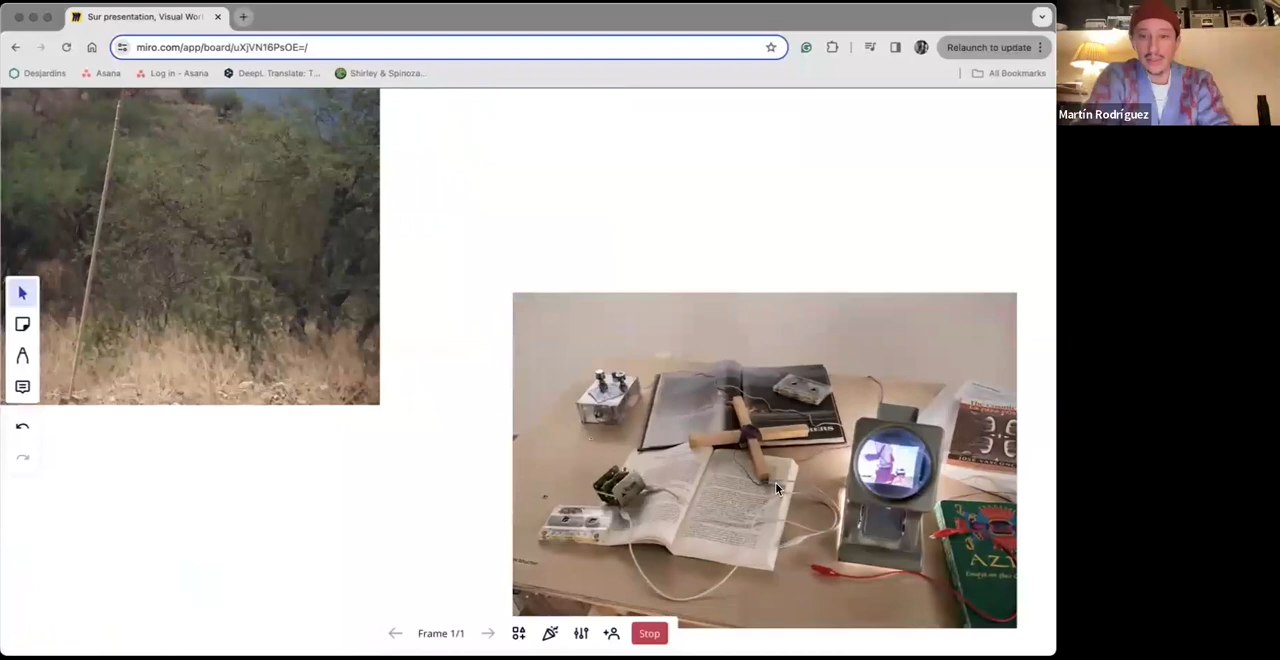 Sur presentation, Visual Wor
miro.com/app/board/uXjVN16PsOE=/
Relaunch to update
Desjardins
Asana
Log in - Asana
DeepL Translate: T...
Shirley & Spinoza...
All Bookmarks
Martín Rodríguez
AZT
Frame 1/1
Stop